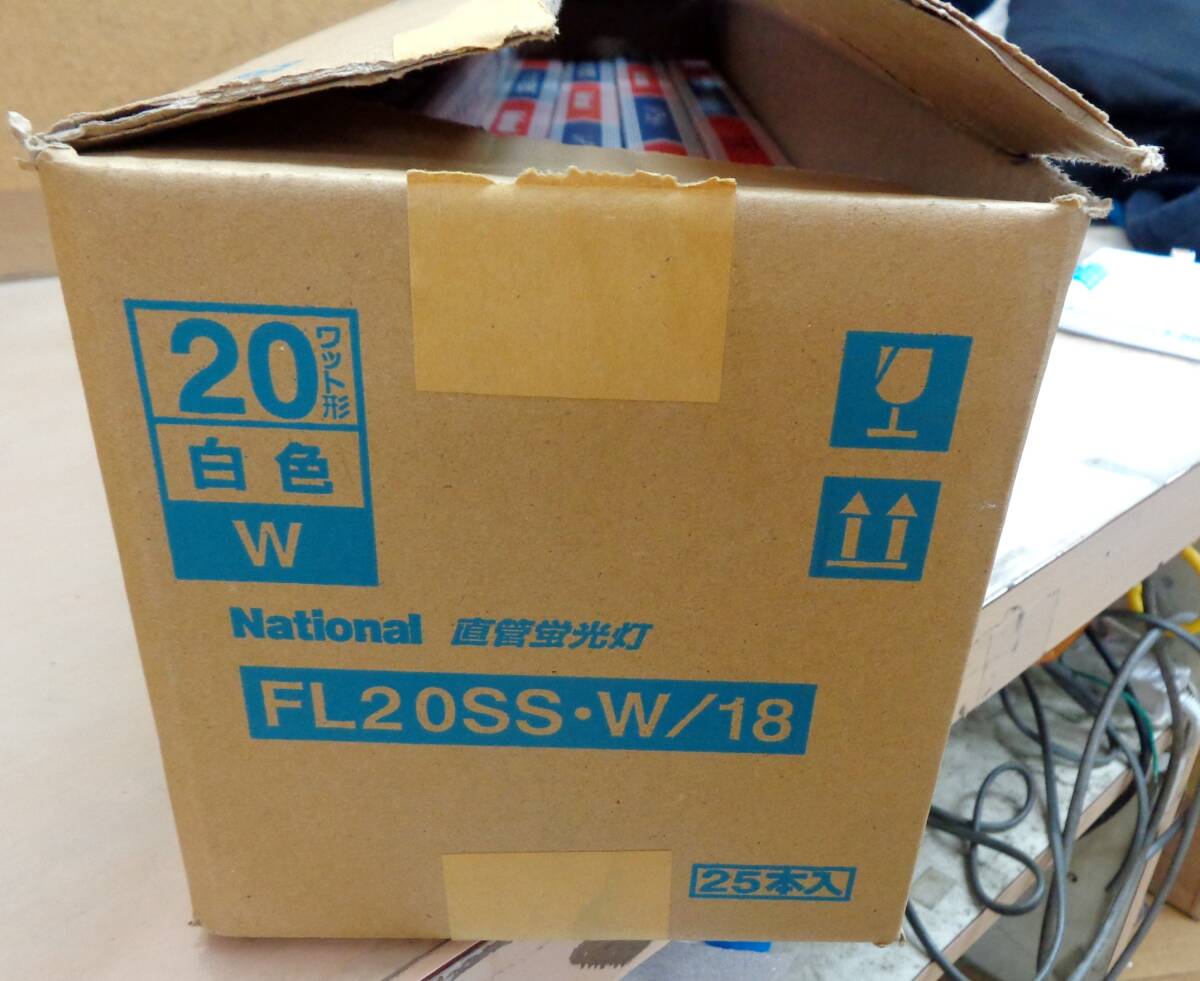 20ワット形
白色
W
National 直管蛍光灯
FL20SS・W/18
25本入